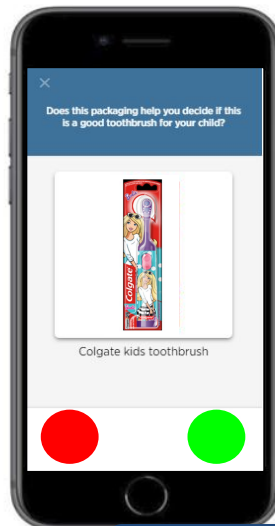 Does this packaging help you decide if this
is a good toothbrush for your child?
Colgate
Colgate kids toothbrush